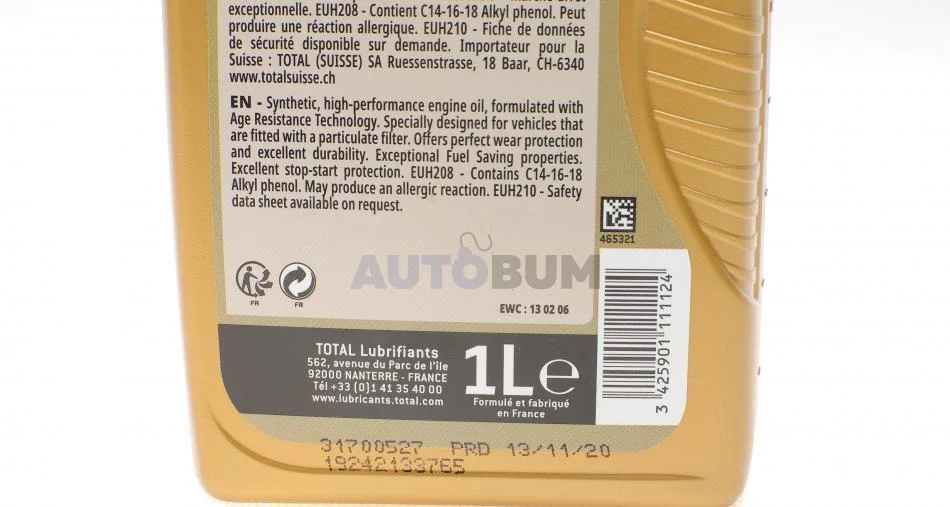 exceptionnelle. EUH208 - Contient C14-16-18 Alkyl phenol. Peut
produire une réaction allergique. EUH210 - Fiche de données
de sécurité disponible sur demande. Importateur pour la
Suisse : TOTAL (SUISSE) SA Ruessenstrasse, 18 Baar, CH-6340
www.totalsuisse.ch
EN - Synthetic, high-performance engine oil, formulated with
Age Resistance Technology. Specially designed for vehicles that
are fitted with a particulate filter. Offers perfect wear protection
and excellent durability. Exceptional Fuel Saving properties.
Excellent stop-start protection. EUH208 - Contains C14-16-18
Alkyl phenol. May produce an allergic reaction. EUH210 - Safety
data sheet available on request.
465321
AUTOBUM
FR
FR
EWC : 13 02 06
TOTAL Lubrifiants
562, avenue du Parc de l'île
92000 NANTERRE - FRANCE
Tél +33 (0)1 41 35 40 00
www.lubricants.total.com
1L e
Formulé et fabriqué
en France
3 425901 111124
31700527 PRD 13/11/20
19242133765